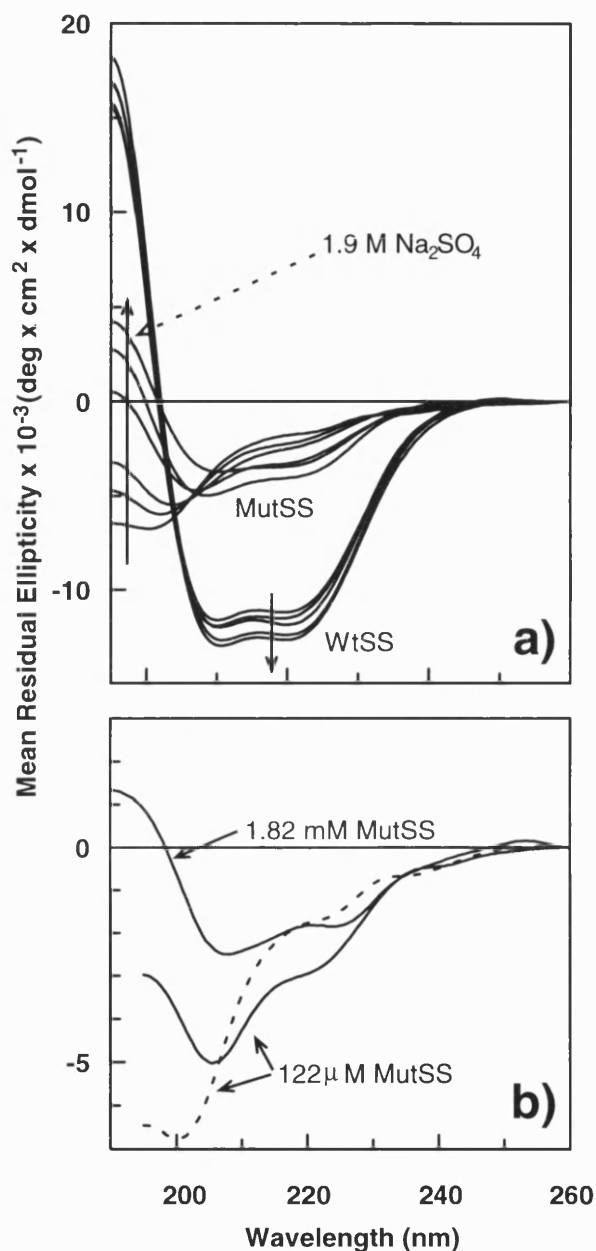 Mean Residual Ellipticity x 10⁻³ (deg x cm² x dmol⁻¹)
20
10
0
-10
1.9 M Na₂SO₄
MutSS
WtSS
a)
0
-5
1.82 mM MutSS
122μ M MutSS
b)
200 220 240 260
Wavelength (nm)